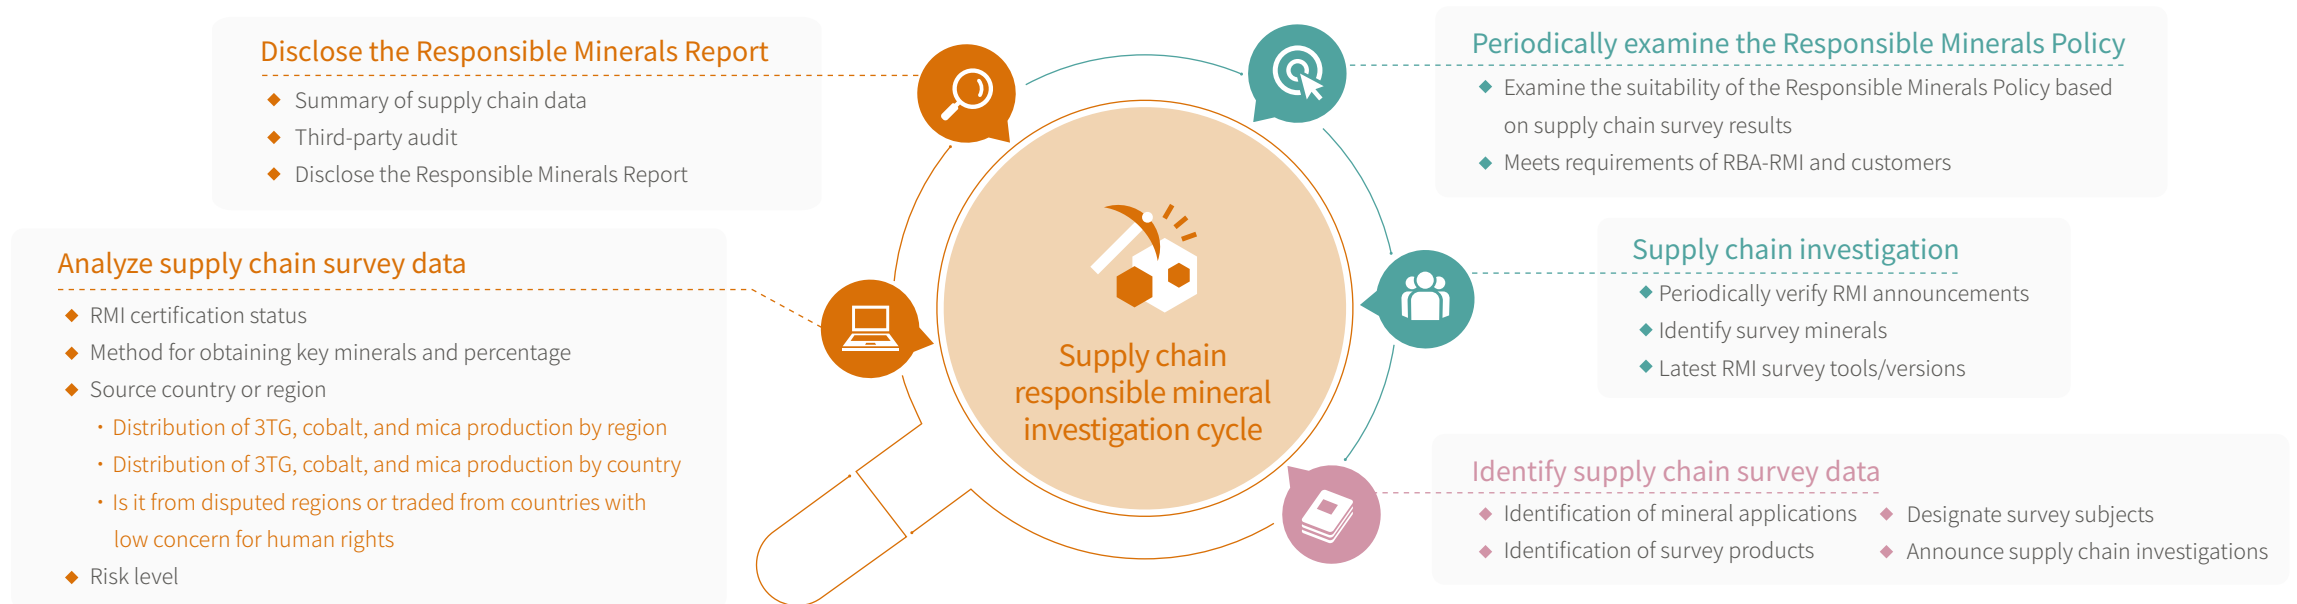 Disclose the Responsible Minerals Report
Summary of supply chain data
Third-party audit
Disclose the Responsible Minerals Report
Analyze supply chain survey data
RMI certification status
Method for obtaining key minerals and percentage
Source country or region
Distribution of 3TG, cobalt, and mica production by region
Distribution of 3TG, cobalt, and mica production by country
Is it from disputed regions or traded from countries with
low concern for human rights
Risk level
Supply chain
responsible mineral
investigation cycle
Periodically examine the Responsible Minerals Policy
Examine the suitability of the Responsible Minerals Policy based
on supply chain survey results
Meets requirements of RBA-RMI and customers
Supply chain investigation
Periodically verify RMI announcements
Identify survey minerals
Latest RMI survey tools/versions
Identify supply chain survey data
Identification of mineral applications
Identification of survey products
Designate survey subjects
Announce supply chain investigations